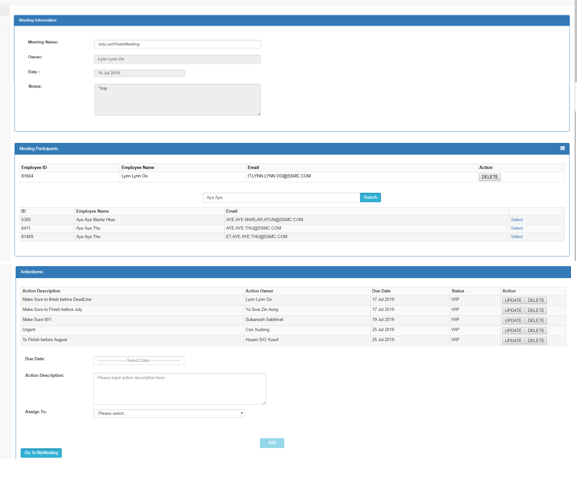 Meeting Information
Meeting Name: JulyLastWeekMeeting
Owner: Lynn Lynn Oo
Date : 15 Jul 2019
Notes: *Imp
Meeting Participants
Employee ID Employee Name Email Action
81604 Lynn Lynn Oo IT.LYNN.LYNN.OO@SSMC.COM DELETE
Aye Aye Search
ID Employee Name Email
5350 Aye Aye Marlar Htun AYE.AYE.MARLAR.HTUN@SSMC.COM Select
6411 Aye Aye Thu AYE.AYE.THU@SSMC.COM Select
81409 Aye Aye Thu ET.AYE.AYE.THU@SSMC.COM Select
ActionItems
Action Description Action Owner Due Date Status Action
Make Sure to finish before DeadLine Lynn Lynn Oo 17 Jul 2019 WIP UPDATE DELETE
Make Sure to Finish before July Yu Soe Zin Aung 17 Jul 2019 WIP UPDATE DELETE
Make Sure 001 Subanesh Sakthivel 19 Jul 2019 WIP UPDATE DELETE
Urgent Cen Xudong 25 Jul 2019 WIP UPDATE DELETE
To Finish before August Husan S/O Yusuf 25 Jul 2019 WIP UPDATE DELETE
Due Date: Select Date
Action Description: Please input action description here
Assign To: Please select ..
Add
Go To MyMeeting